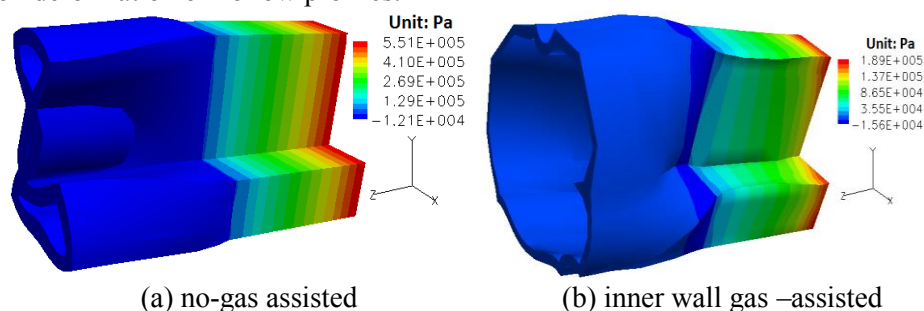 Unit: Pa
5.51E+005
4.10E+005
2.69E+005
1.29E+005
-1.21E+004
Y
Z
X
Unit: Pa
1.89E+005
1.37E+005
8.65E+004
3.55E+004
-1.56E+004
Y
Z
X
(a) no-gas assisted
(b) inner wall gas –assisted